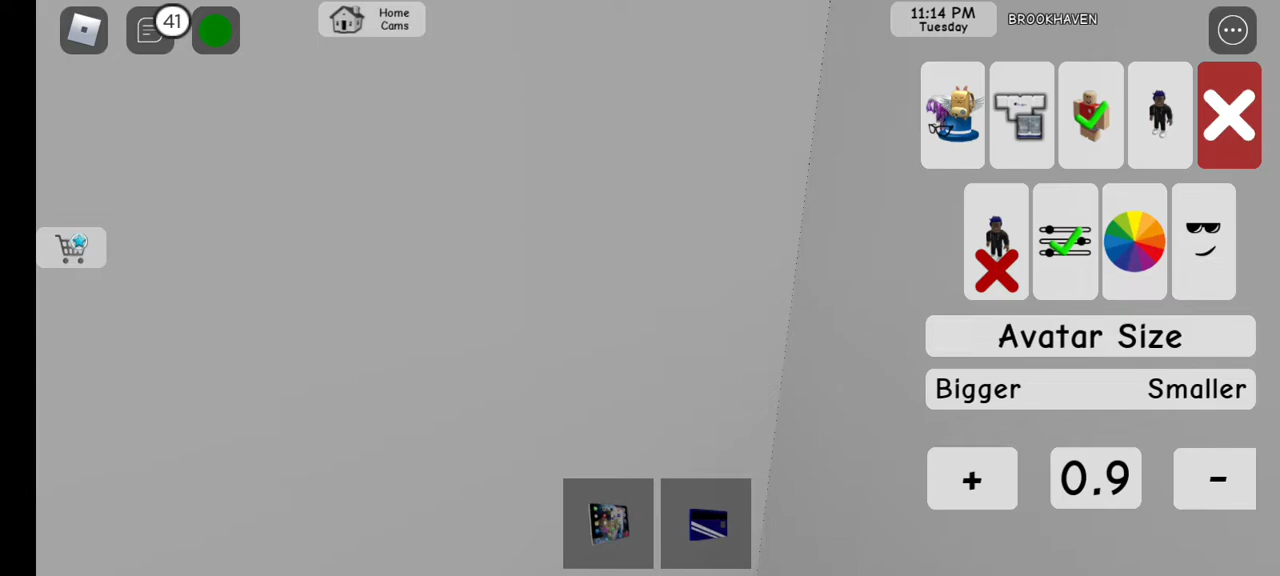 41
Home
Cams
11:14 PM
Tuesday
BROOKHAVEN
Avatar Size
Bigger Smaller
+ 0.9 -